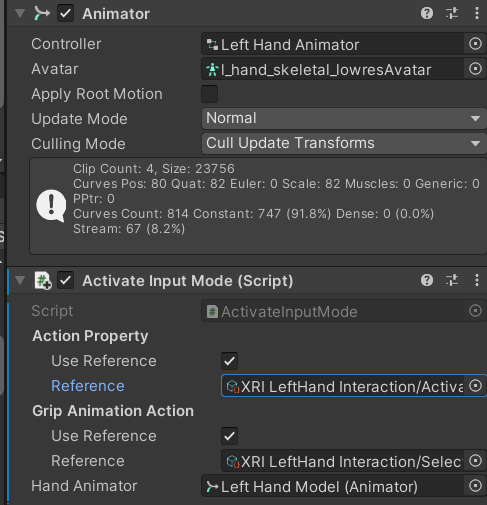 Animator
Controller Left Hand Animator
Avatar l_hand_skeletal_lowresAvatar
Apply Root Motion
Update Mode Normal
Culling Mode Cull Update Transforms
Clip Count: 4, Size: 23756
Curves Pos: 80 Quat: 82 Euler: 0 Scale: 82 Muscles: 0 Generic: 0
PPtr: 0
Curves Count: 814 Constant: 747 (91.8%) Dense: 0 (0.0%)
Stream: 67 (8.2%)
Activate Input Mode (Script)
Script ActivateInputMode
Action Property
Use Reference
Reference XRI LeftHand Interaction/Activa
Grip Animation Action
Use Reference
Reference XRI LeftHand Interaction/Selec
Hand Animator Left Hand Model (Animator)